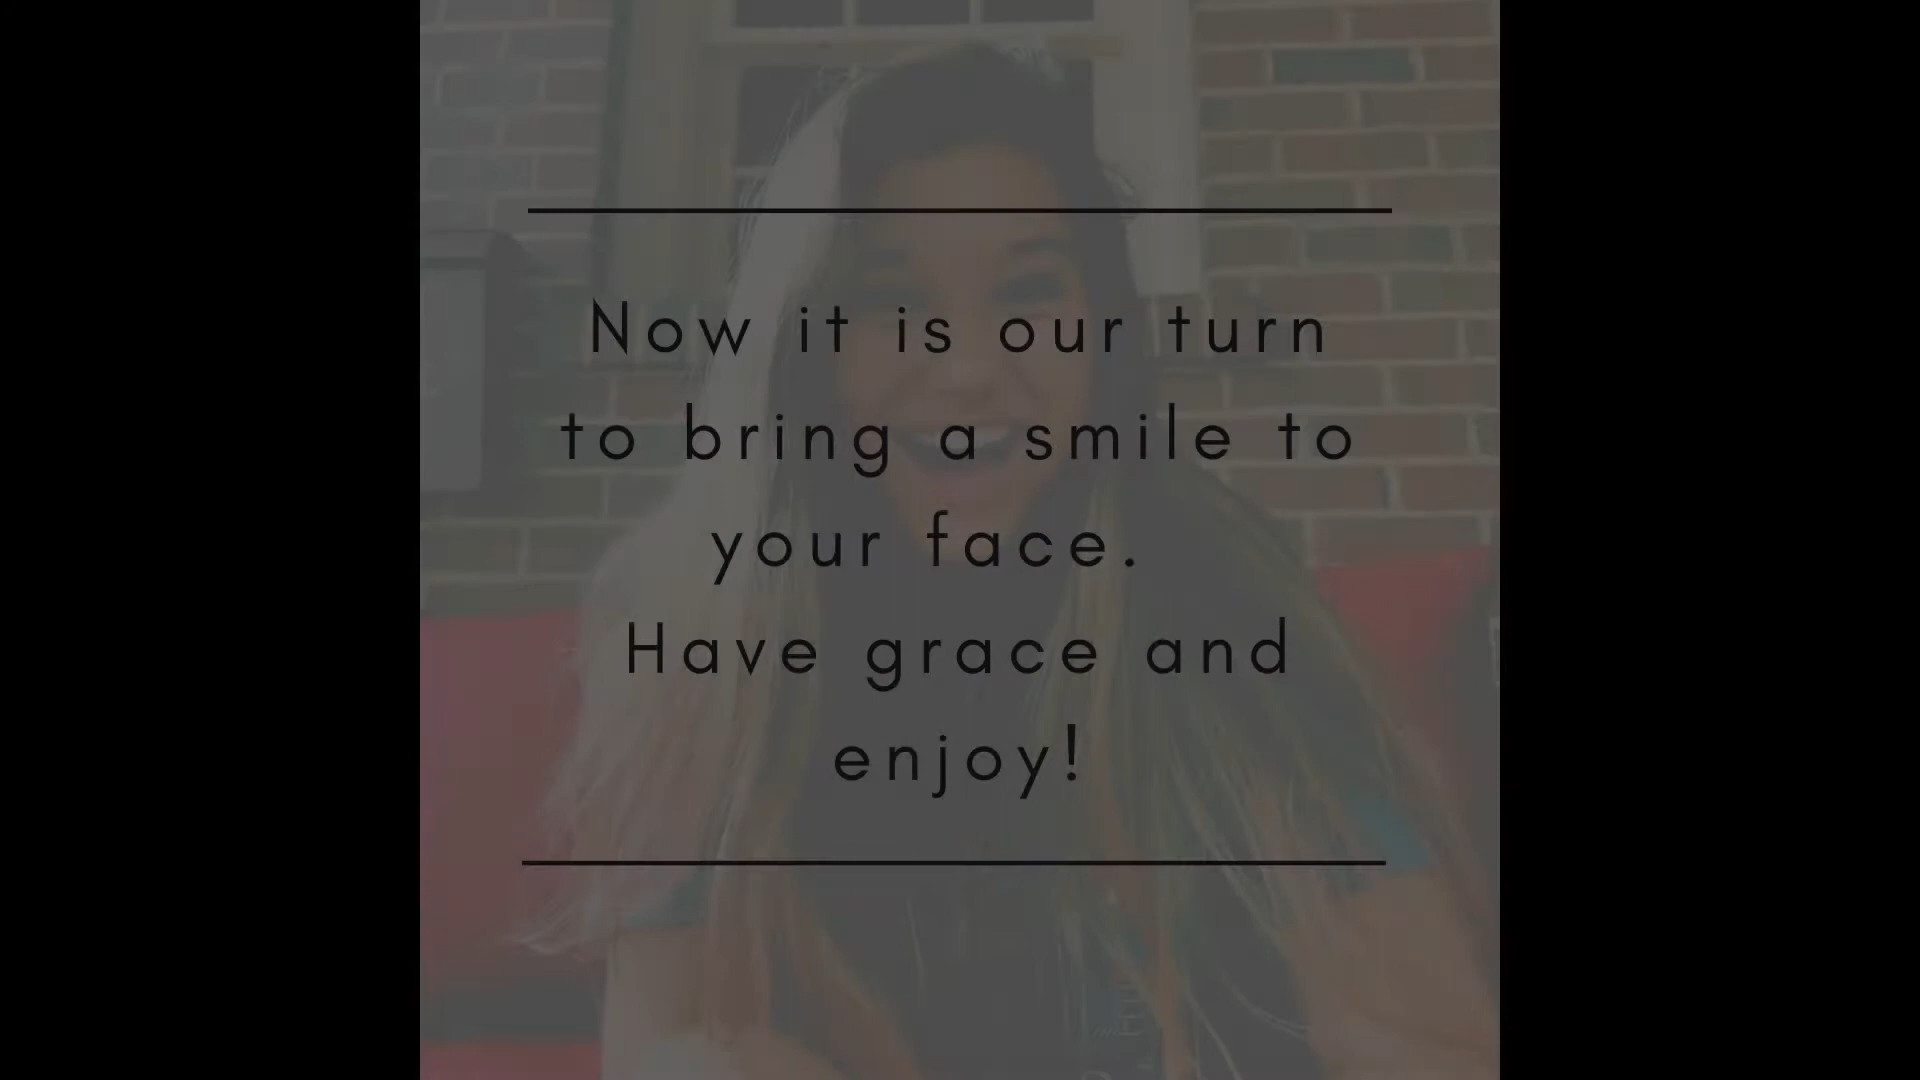 Now it is our turn
to bring a smile to
your face.
Have grace and
enjoy!